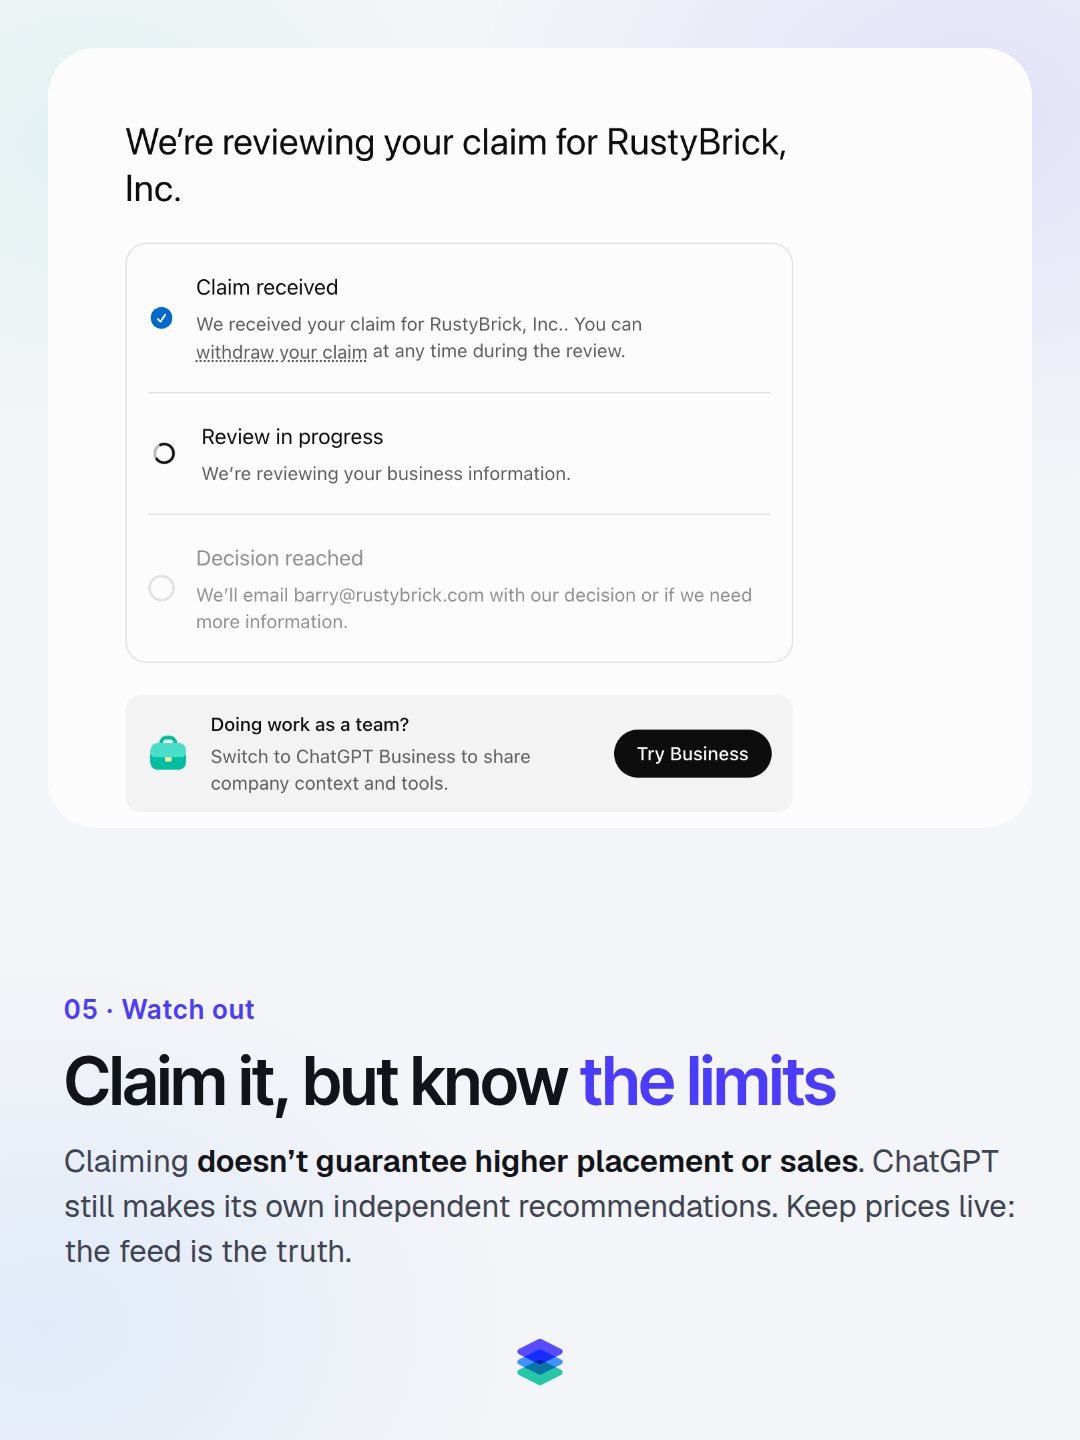 We’re reviewing your claim for RustyBrick,
Inc.
Claim received
We received your claim for RustyBrick, Inc.. You can
withdraw your claim at any time during the review.
Review in progress
We’re reviewing your business information.
Decision reached
We’ll email barry@rustybrick.com with our decision or if we need
more information.
Doing work as a team?
Switch to ChatGPT Business to share
company context and tools.
Try Business
05 · Watch out
Claim it, but know the limits
Claiming doesn’t guarantee higher placement or sales. ChatGPT
still makes its own independent recommendations. Keep prices live:
the feed is the truth.